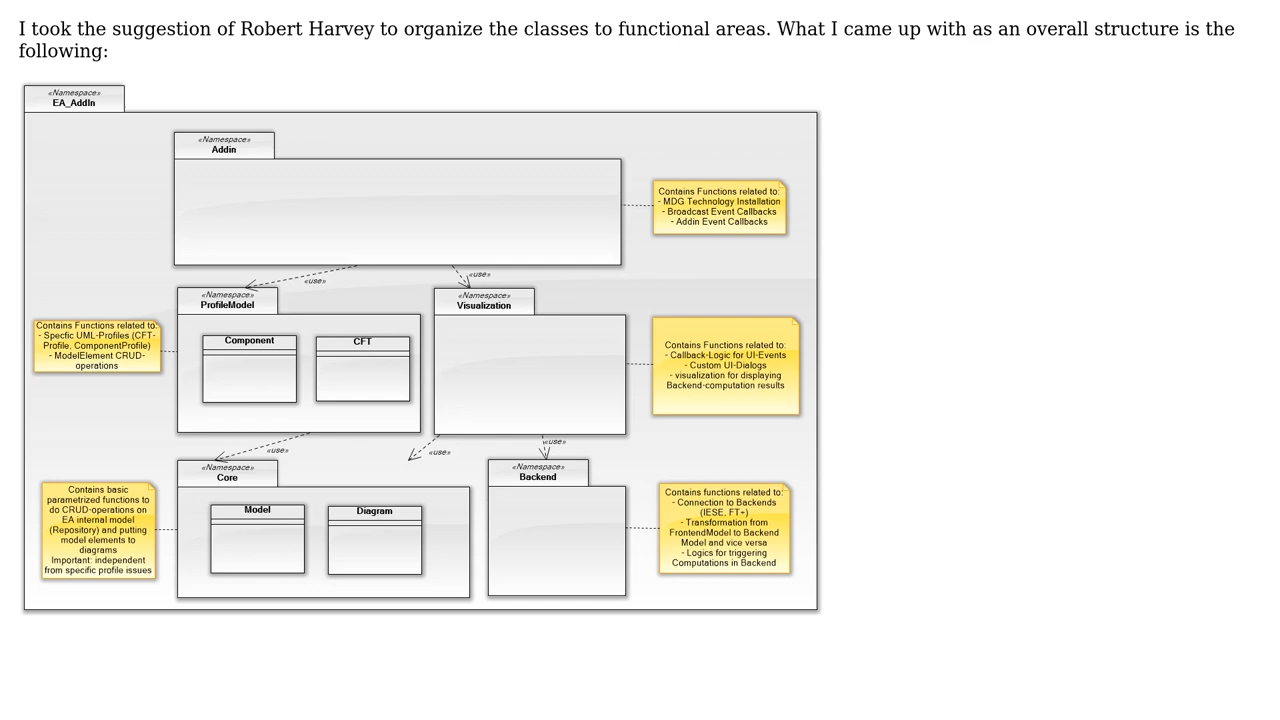 I took the suggestion of Robert Harvey to organize the classes to functional areas. What I came up with as an overall structure is the
following:
«Namespace»
EA_AddIn
«Namespace»
Addin
Contains Functions related to:
- MDG Technology Installation
- Broadcast Event Callbacks
- Addin Event Callbacks
«use»
«use»
«Namespace»
ProfileModel
«Namespace»
Visualization
Contains Functions related to:
- Specfic UML-Profiles (CFT-
Profile, ComponentProfile)
- ModelElement CRUD-
operations
Component
CFT
Contains Functions related to:
- Callback-Logic for UI-Events
- Custom UI-Dialogs
- visualization for displaying
Backend-computation results
«use»
«use»
«use»
«Namespace»
Core
«Namespace»
Backend
Contains basic
parametrized functions to
do CRUD-operations on
EA internal model
(Repository) and putting
model elements to
diagrams
Important: independent
from specific profile issues
Model
Diagram
Contains functions related to:
- Connection to Backends
(IESE, FT+)
- Transformation from
FrontendModel to Backend
Model and vice versa
- Logics for triggering
Computations in Backend